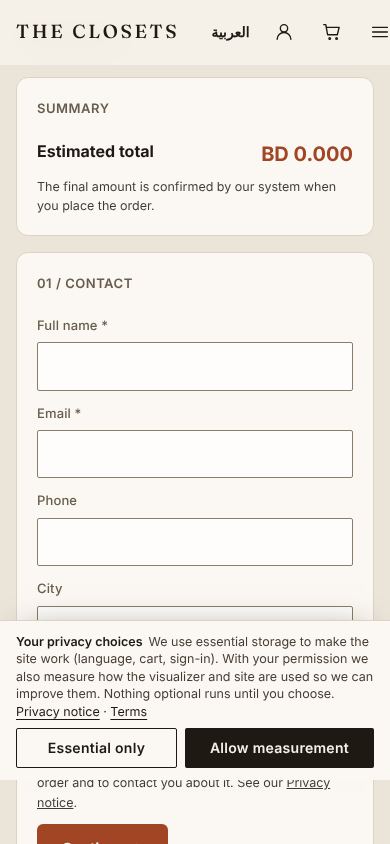 THE CLOSETS
العربية
SUMMARY
Estimated total BD 0.000
The final amount is confirmed by our system when
you place the order.
01 / CONTACT
Full name *
Email *
Phone
City
Your privacy choices We use essential storage to make the
site work (language, cart, sign-in). With your permission we
also measure how the visualizer and site are used so we can
improve them. Nothing optional runs until you choose.
Privacy notice · Terms
Essential only Allow measurement
order and to contact you about it. See our Privacy
notice.